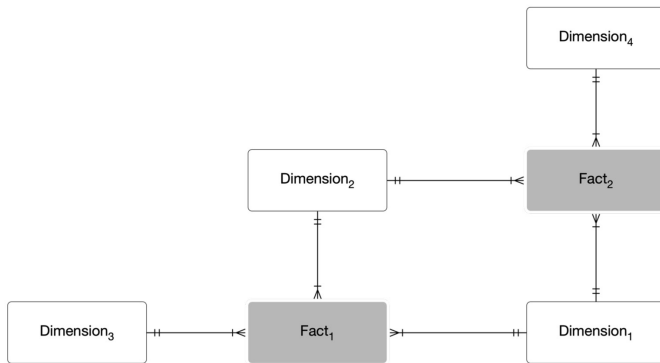 Dimension₄
Dimension₂
Fact₂
Dimension₃
Fact₁
Dimension₁